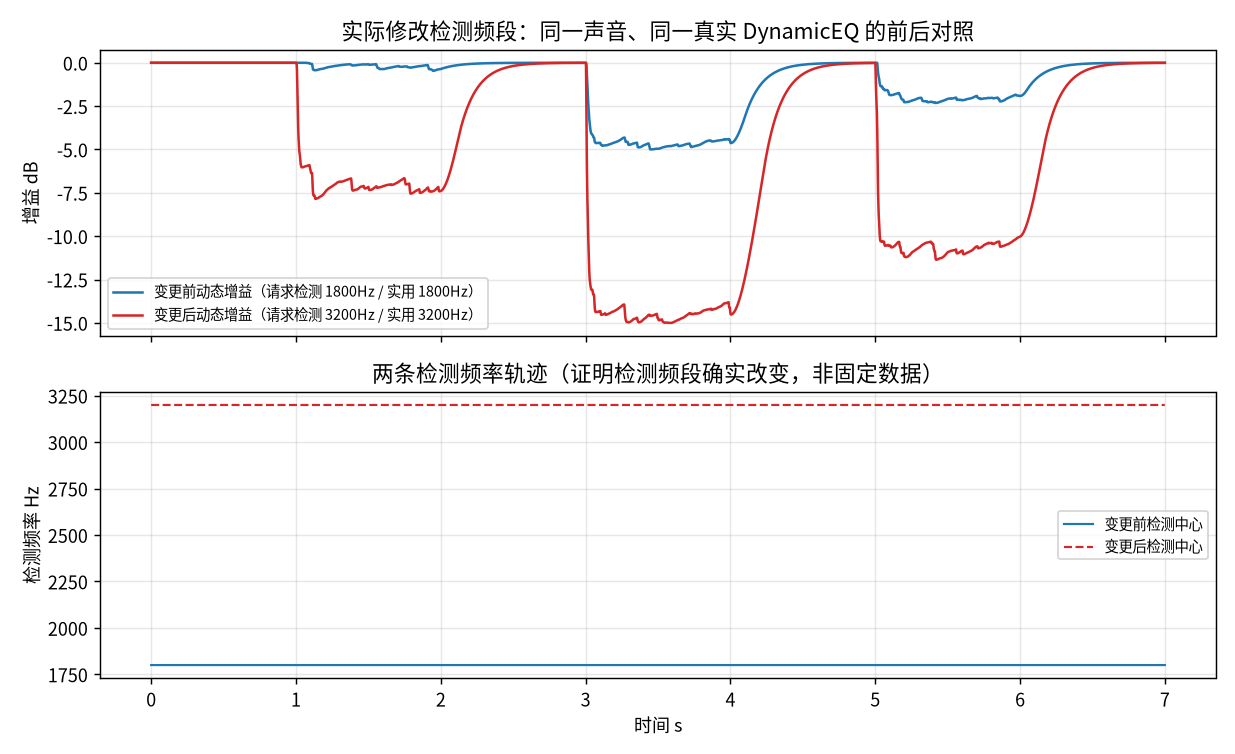 实际修改检测频段：同一声音、同一真实 DynamicEQ 的前后对照
增益 dB
0.0
-2.5
-5.0
-7.5
-10.0
-12.5
-15.0
变更前动态增益（请求检测 1800Hz / 实用 1800Hz）
变更后动态增益（请求检测 3200Hz / 实用 3200Hz）
两条检测频率轨迹（证明检测频段确实改变，非固定数据）
检测频率 Hz
3250
3000
2750
2500
2250
2000
1750
变更前检测中心
变更后检测中心
0 1 2 3 4 5 6 7
时间 s